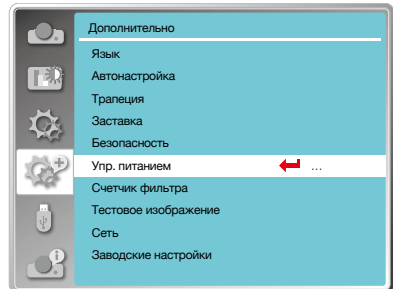 Дополнительно
Язык
Автонастройка
Трапеция
Заставка
Безопасность
Упр. питанием ...
Счетчик фильтра
Тестовое изображение
Сеть
Заводские настройки